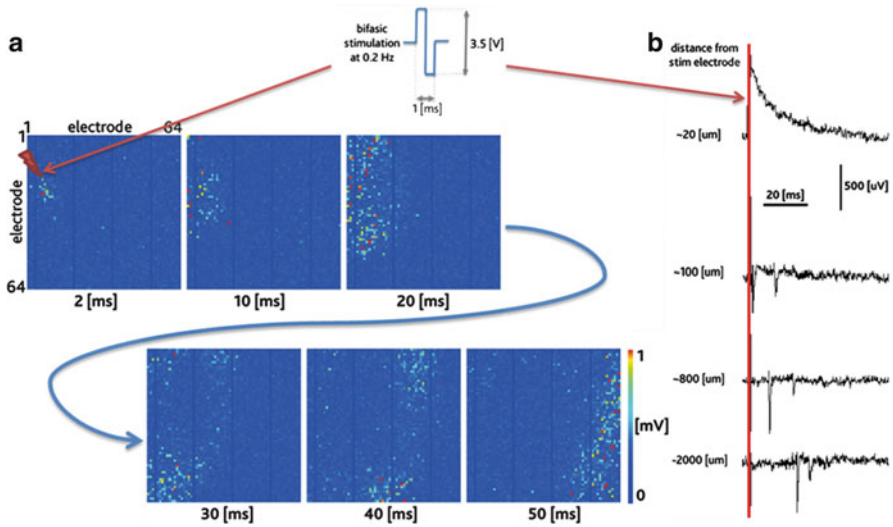 a
bifasic
stimulation
at 0.2 Hz
3.5 [V]
1 [ms]
1 electrode 64
1
electrode
64
2 [ms]
10 [ms]
20 [ms]
30 [ms]
40 [ms]
50 [ms]
1
[mV]
0
b
distance from
stim electrode
~20 [um]
500 [uV]
20 [ms]
~100 [um]
~800 [um]
~2000 [um]